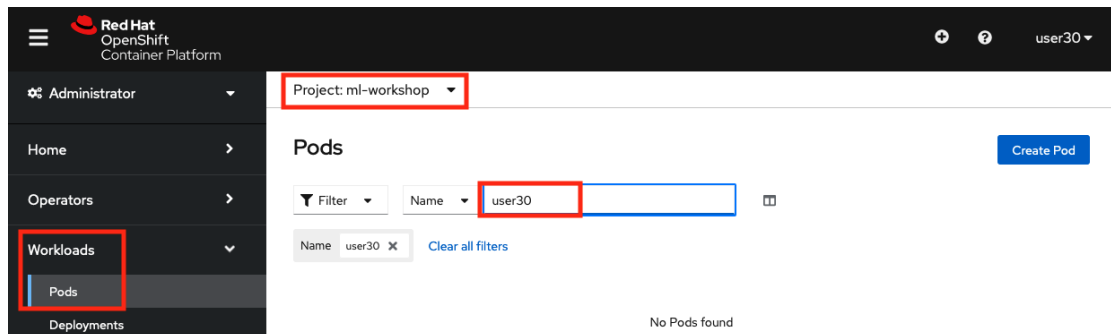 Red Hat
OpenShift
Container Platform
user30
Administrator
Project: ml-workshop
Home
Pods
Create Pod
Operators
Filter
Name
user30
Workloads
Name user30
Clear all filters
Pods
Deployments
No Pods found